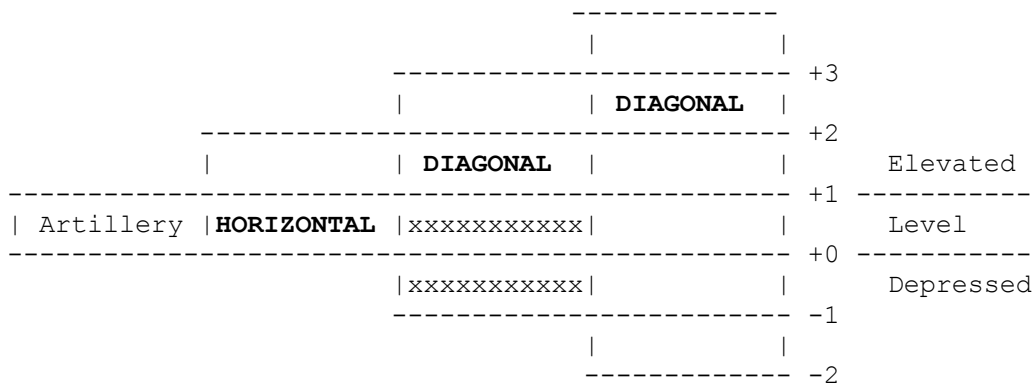 -------------
|           |
------------------------- +3
|           | DIAGONAL  |
------------------------------------- +2
|           | DIAGONAL  |           |      Elevated
------------------------------------------------- +1 -----------
| Artillery |HORIZONTAL |xxxxxxxxxxx|           |      Level
------------------------------------------------- +0 -----------
|xxxxxxxxxxx|           |      Depressed
------------------------- -1
|           |
------------- -2